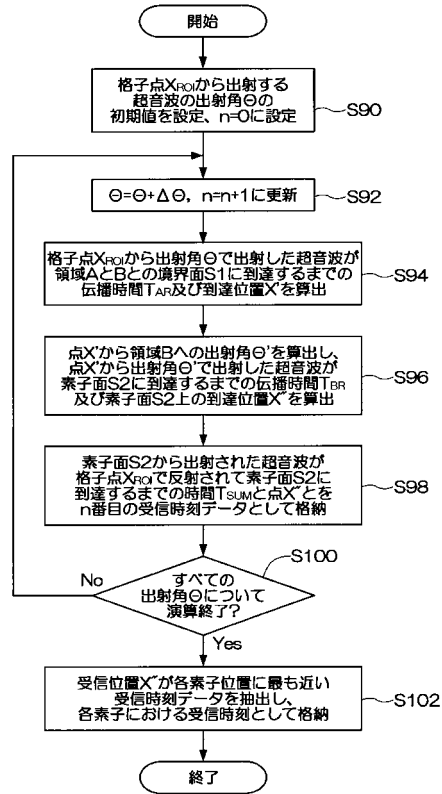 開始
格子点XROIから出射する
超音波の出射角Θの
初期値を設定、n=0に設定
S90
Θ=Θ+ΔΘ, n=n+1に更新
S92
格子点XROIから出射角Θで出射した超音波が
領域AとBとの境界面S1に到達するまでの
伝播時間TAR及び到達位置X'を算出
S94
点X'から領域Bへの出射角Θ'を算出し、
点X'から出射角Θ'で出射した超音波が
素子面S2に到達するまでの伝播時間TBR
及び素子面S2上の到達位置X"を算出
S96
素子面S2から出射された超音波が
格子点XROIで反射されて素子面S2に
到達するまでの時間TSUMと点X"とを
n番目の受信時刻データとして格納
S98
S100
No
すべての
出射角Θについて
演算終了?
Yes
受信位置X"が各素子位置に最も近い
受信時刻データを抽出し、
各素子における受信時刻として格納
S102
終了